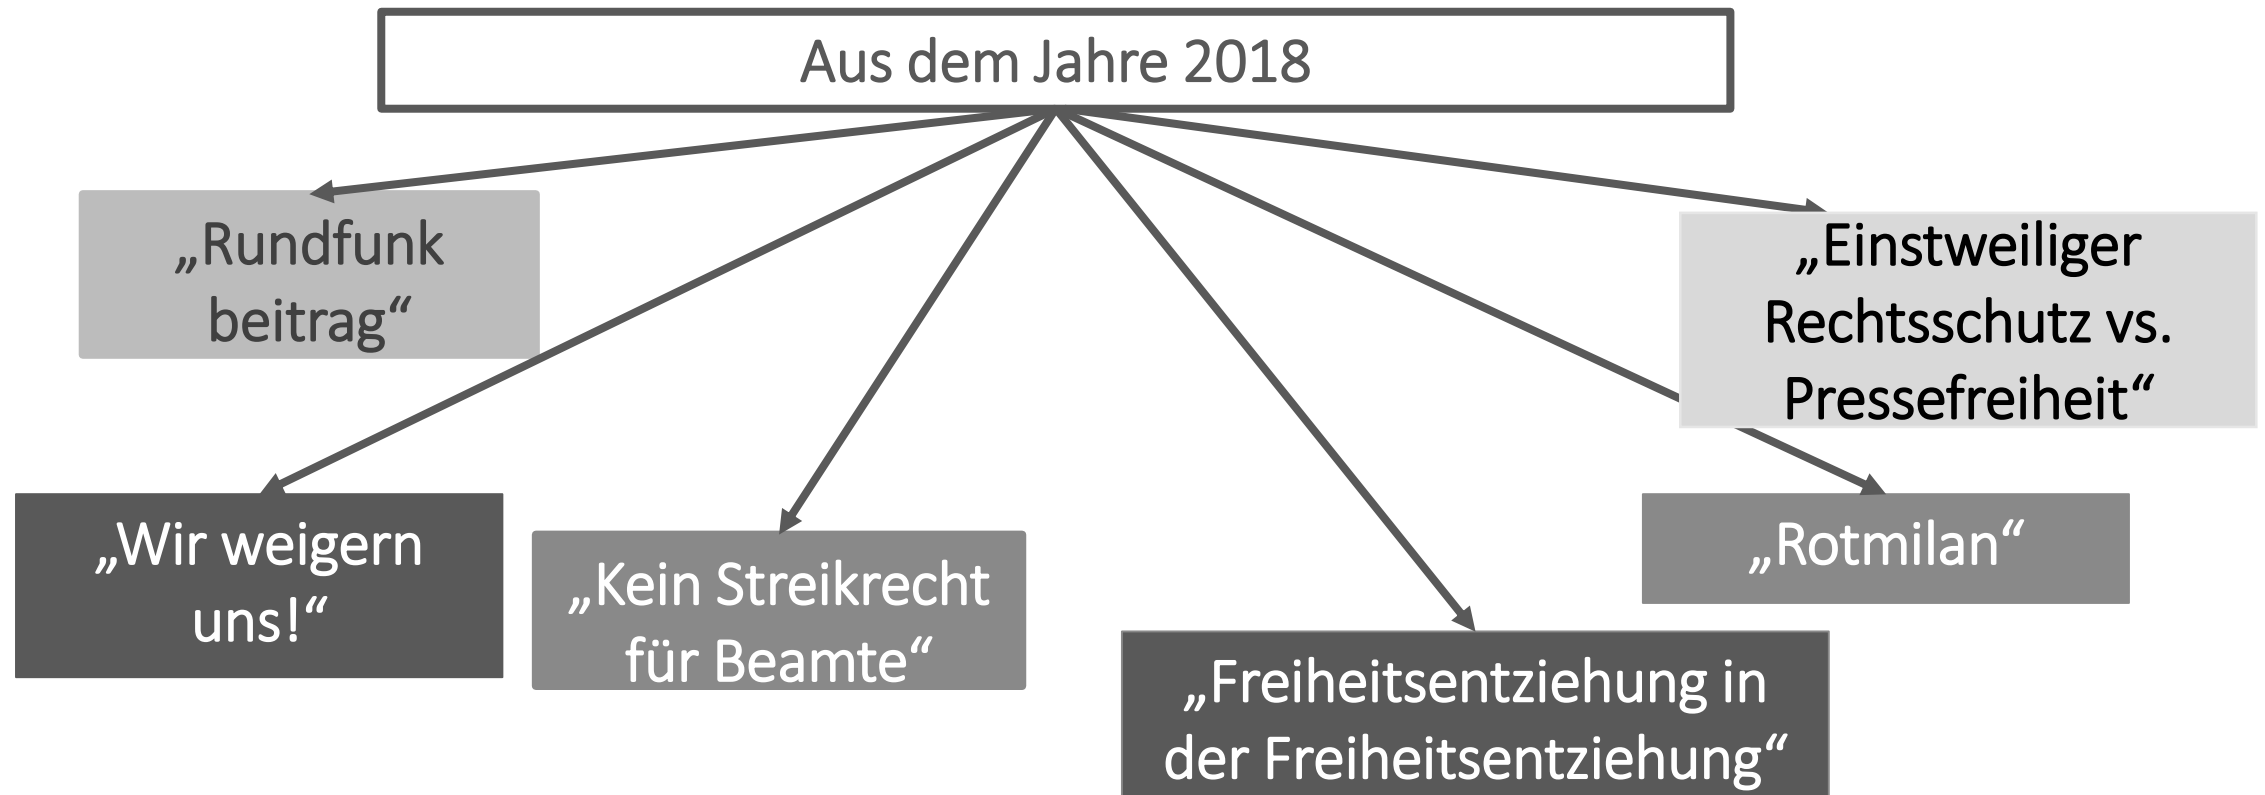 Aus dem Jahre 2018
„Rundfunk
beitrag“
„Einstweiliger
Rechtsschutz vs.
Pressefreiheit“
„Wir weigern
uns!“
„Kein Streikrecht
für Beamte“
„Rotmilan“
„Freiheitsentziehung in
der Freiheitsentziehung“